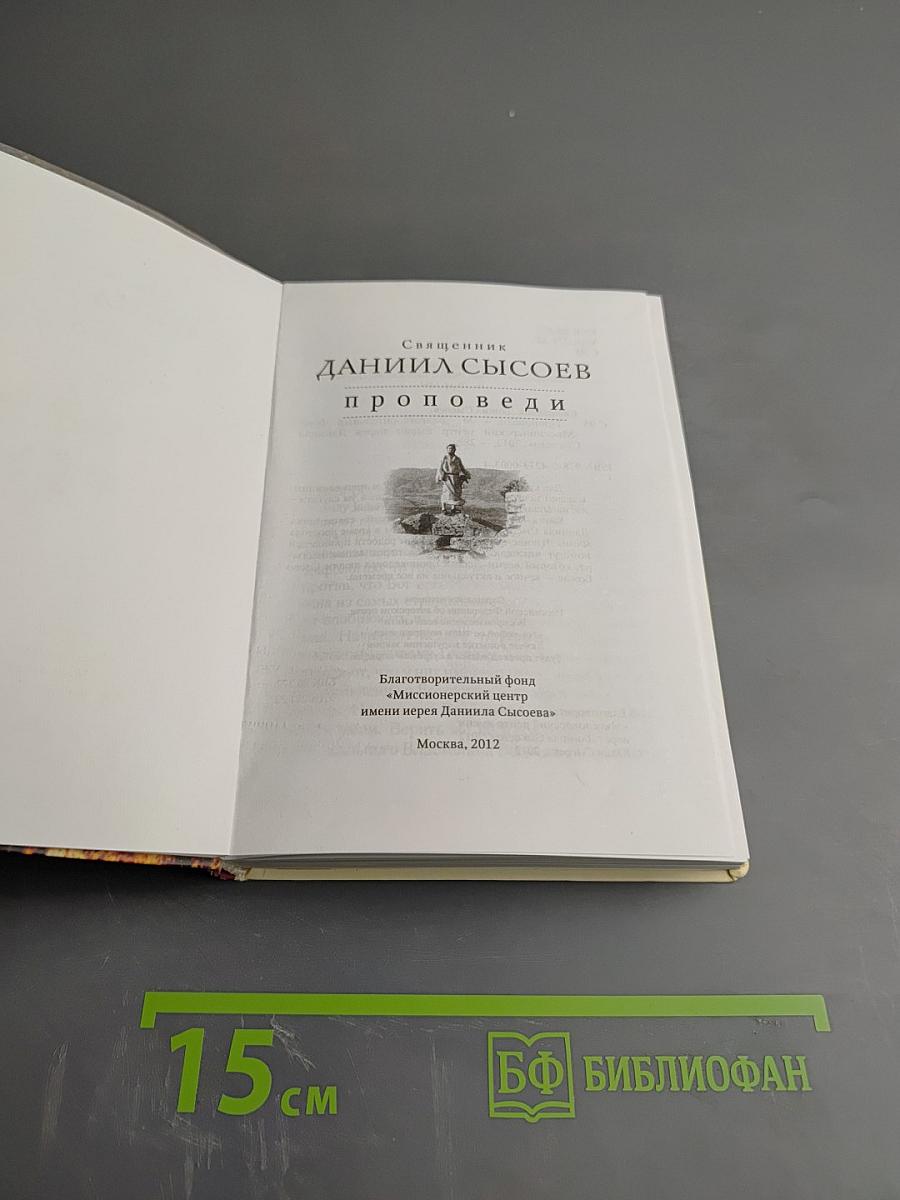 Священник
ДАНИИЛ СЫСОЕВ
проповеди
Благотворительный фонд
«Миссионерский центр
имени иерея Даниила Сысоева»
Москва, 2012
15 см
БФ БИБЛИОФАН